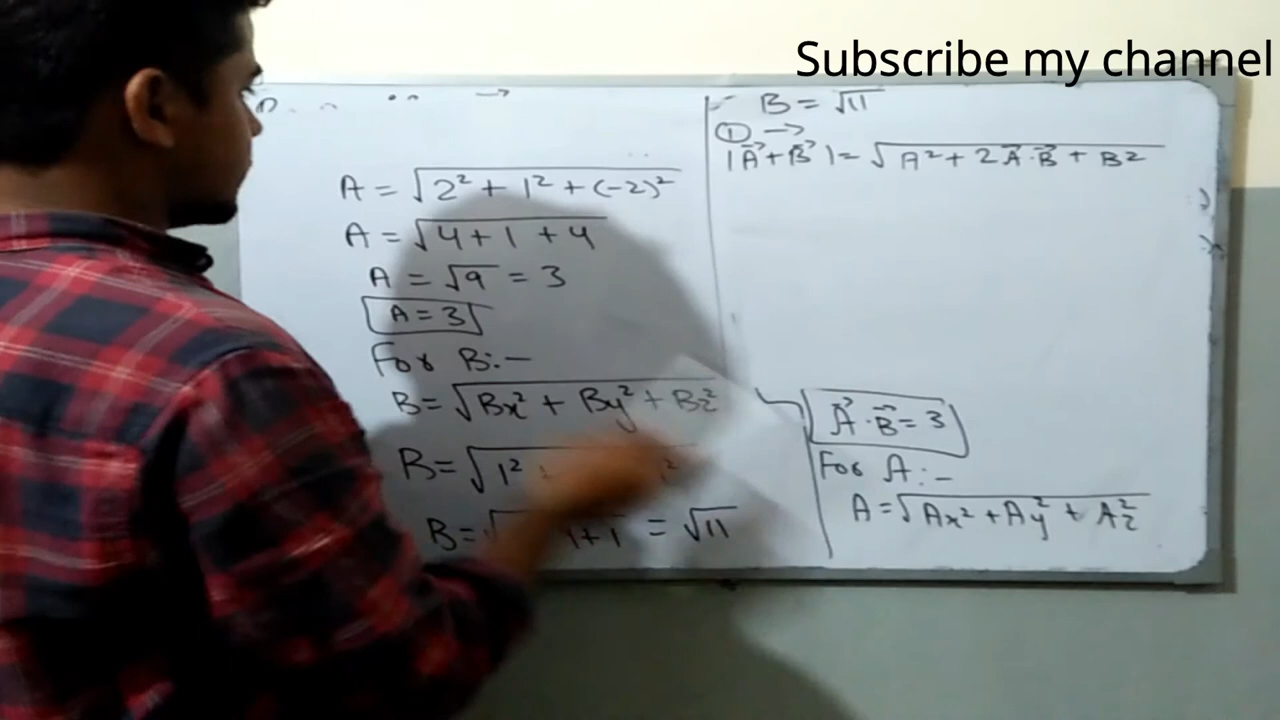 Subscribe my channel
A = √2² + 1² + (-2)²
A = √4 + 1 + 4
A = √9 = 3
A = 3
For B:-
B = √Bx² + By² + Bz²
B = √1²
B = √ 1 + 1 = √11
B = √11
① →
|A⃗ + B⃗| = √A² + 2A⃗·B⃗ + B²
A⃗·B⃗ = 3
For A:-
A = √Ax² + Ay² + Az²